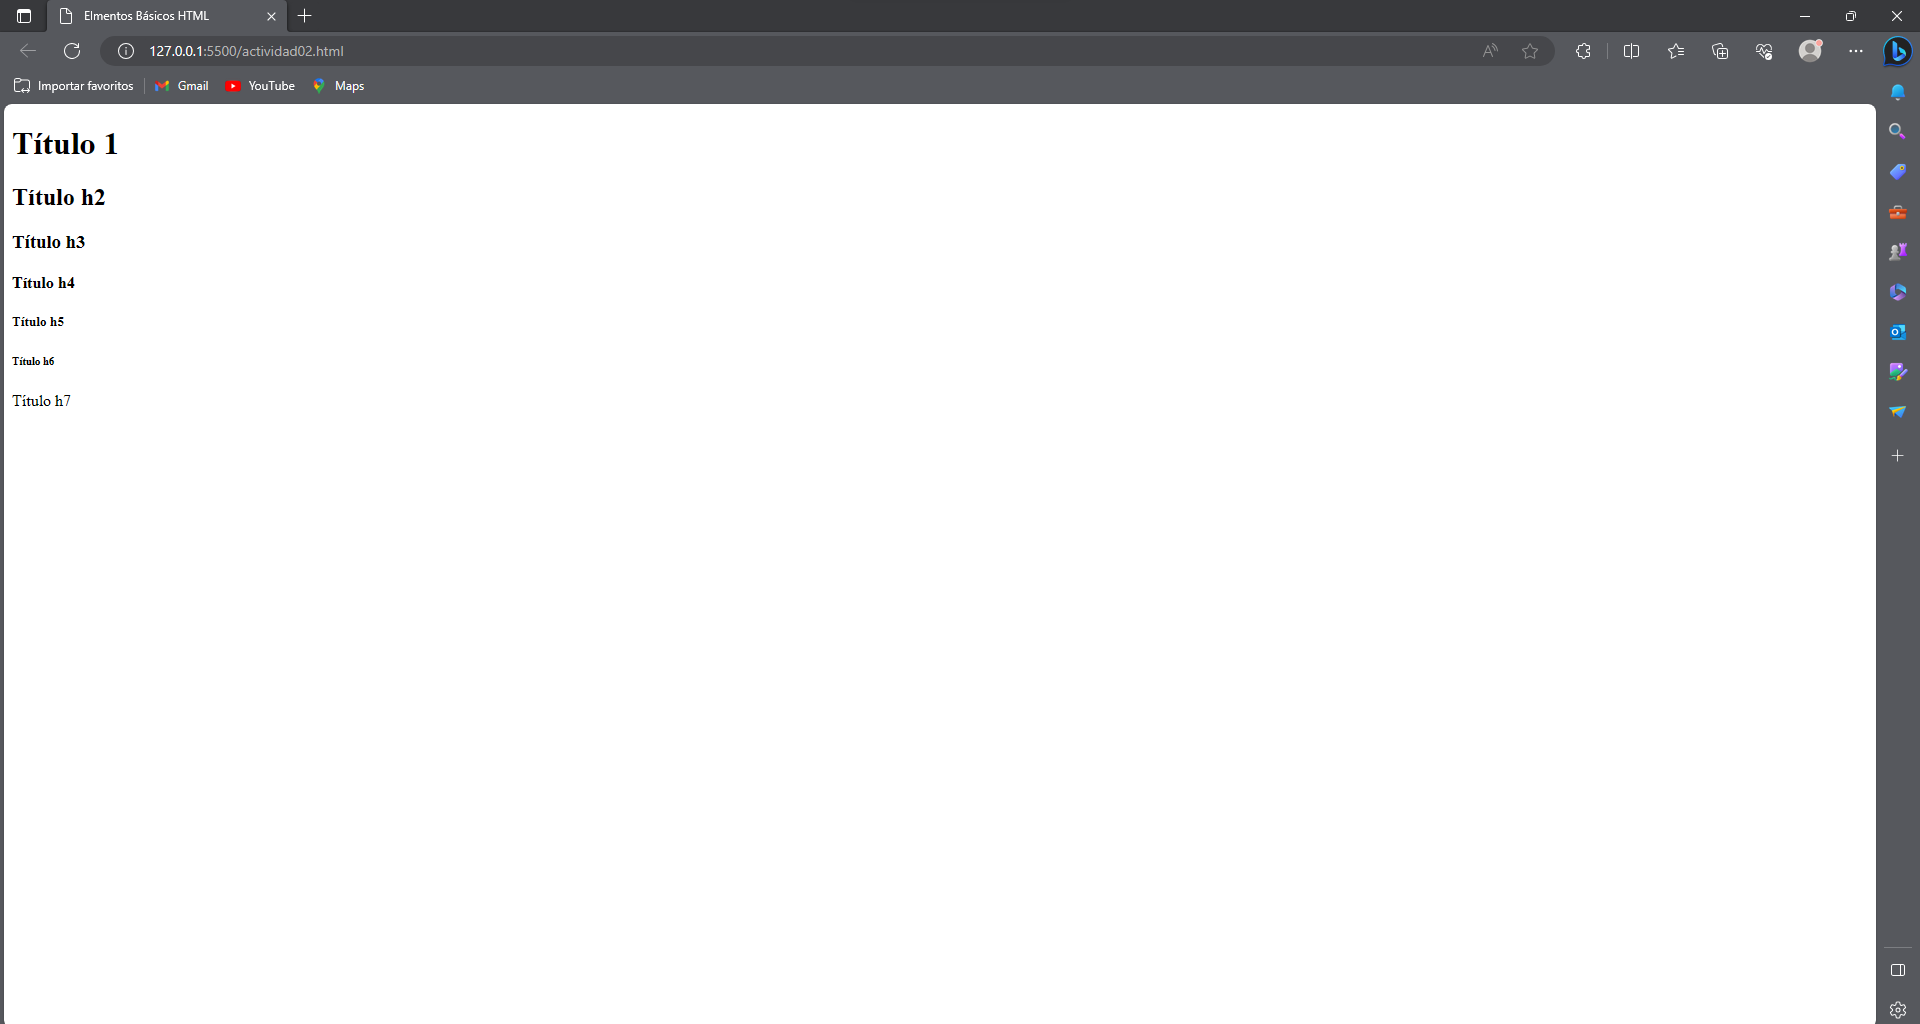 Elmentos Básicos HTML
127.0.0.1:5500/actividad02.html
Importar favoritos Gmail YouTube Maps
Título 1
Título h2
Título h3
Título h4
Título h5
Título h6
Título h7